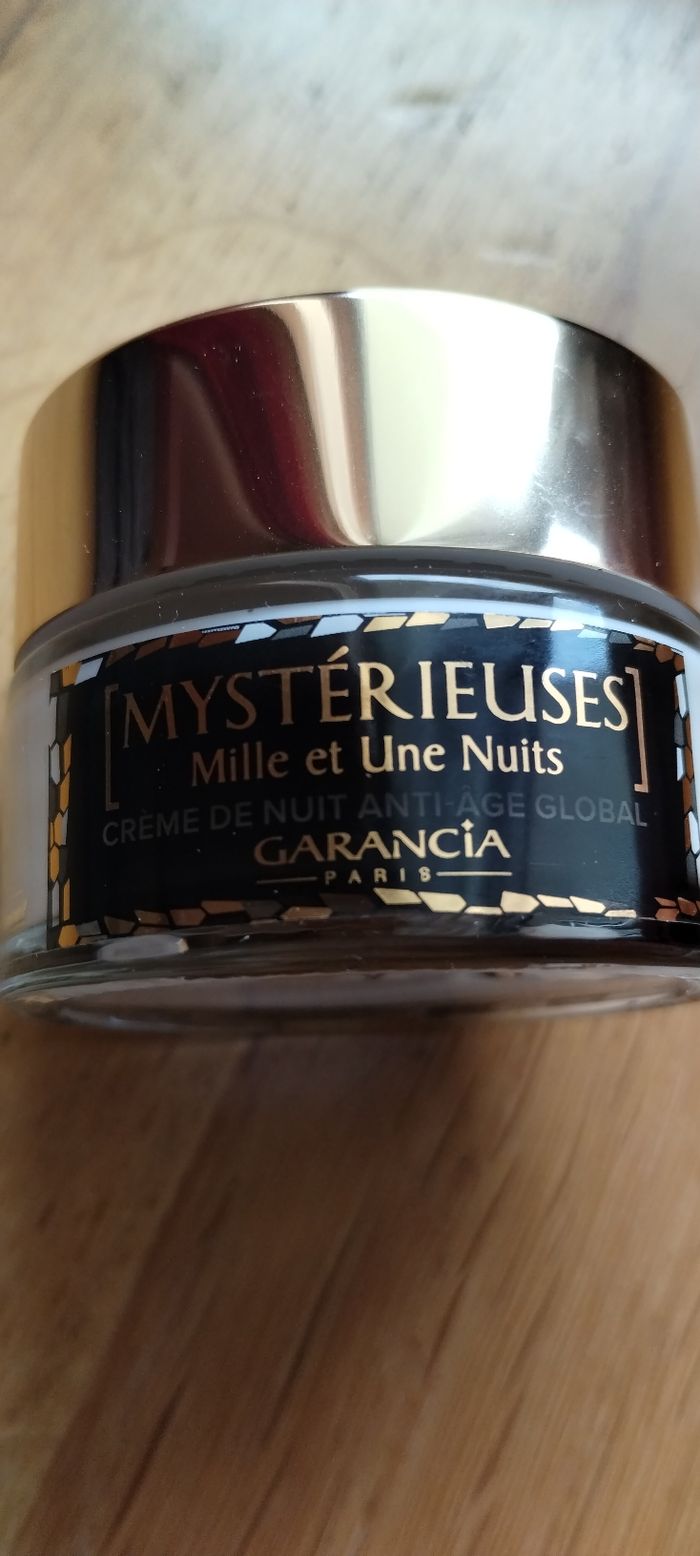 [MYSTÉRIEUSES]
Mille et Une Nuits
CRÈME DE NUIT ANTI-ÂGE GLOBAL
GARANCiA
PARIS